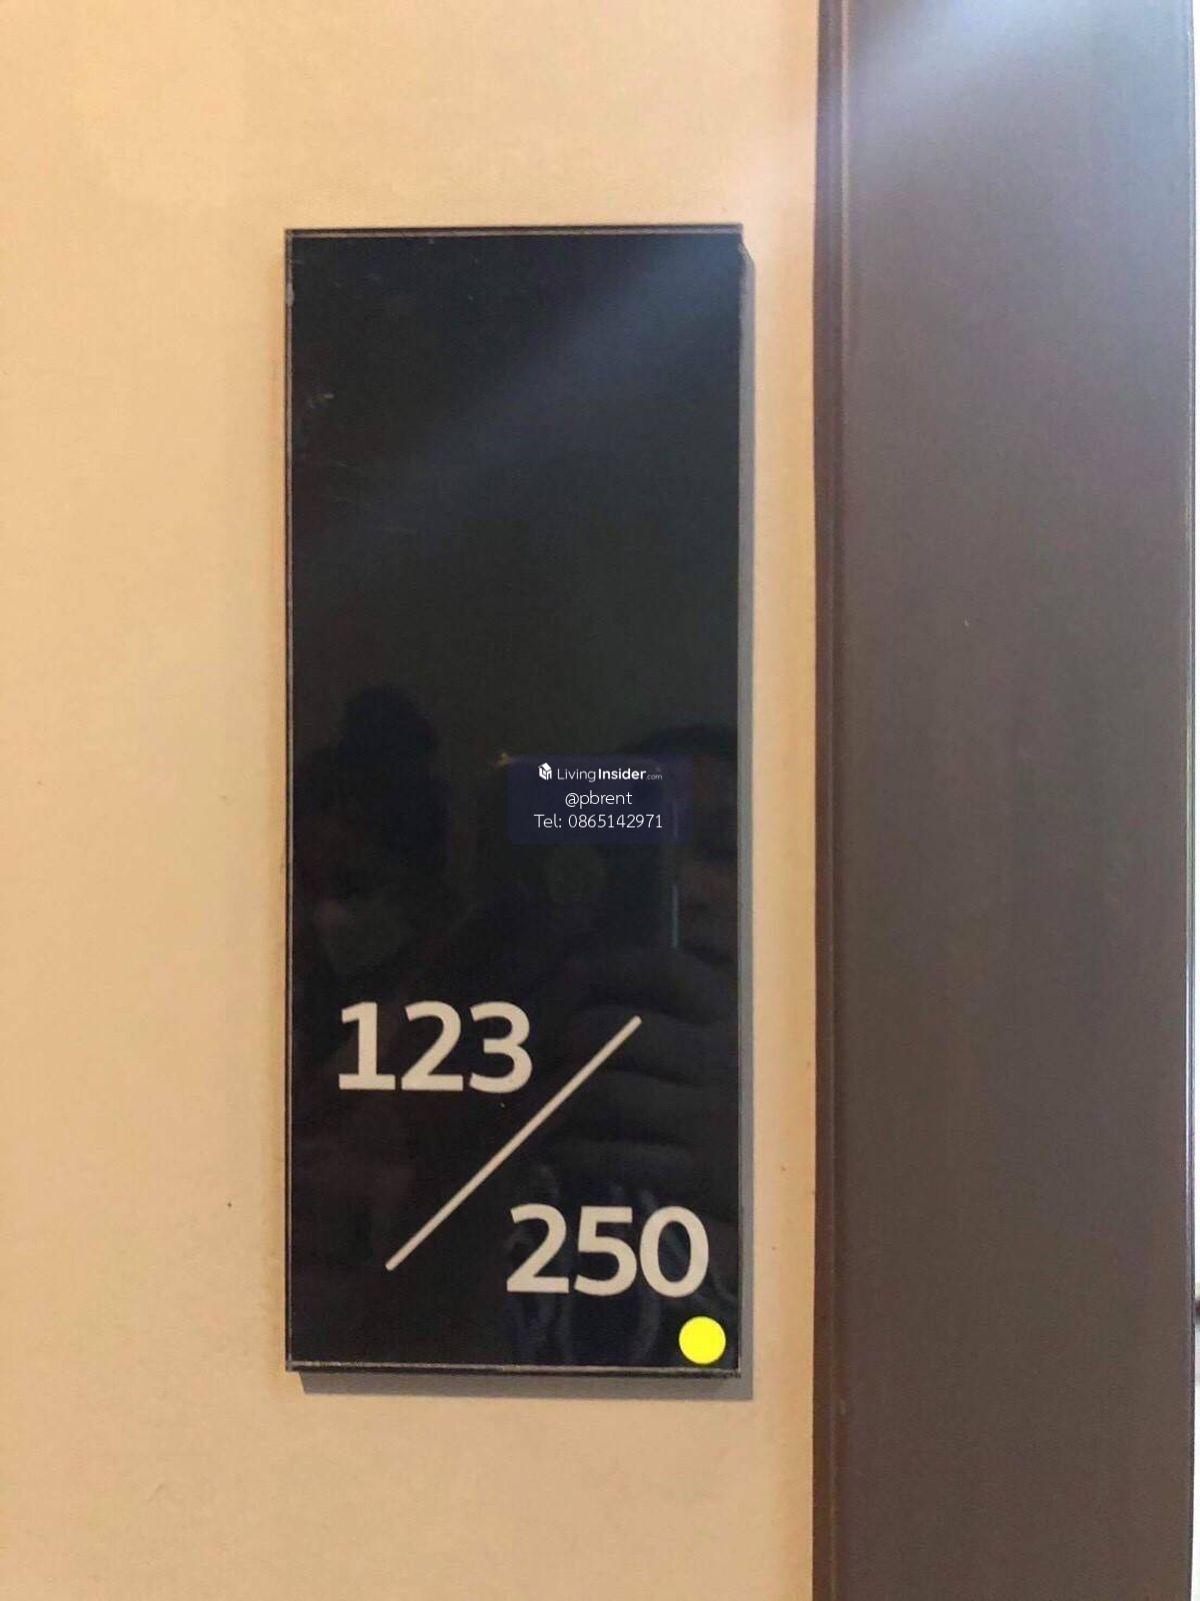 LivingInsider.com
@pbrent
Tel: 0865142971
123
/
250